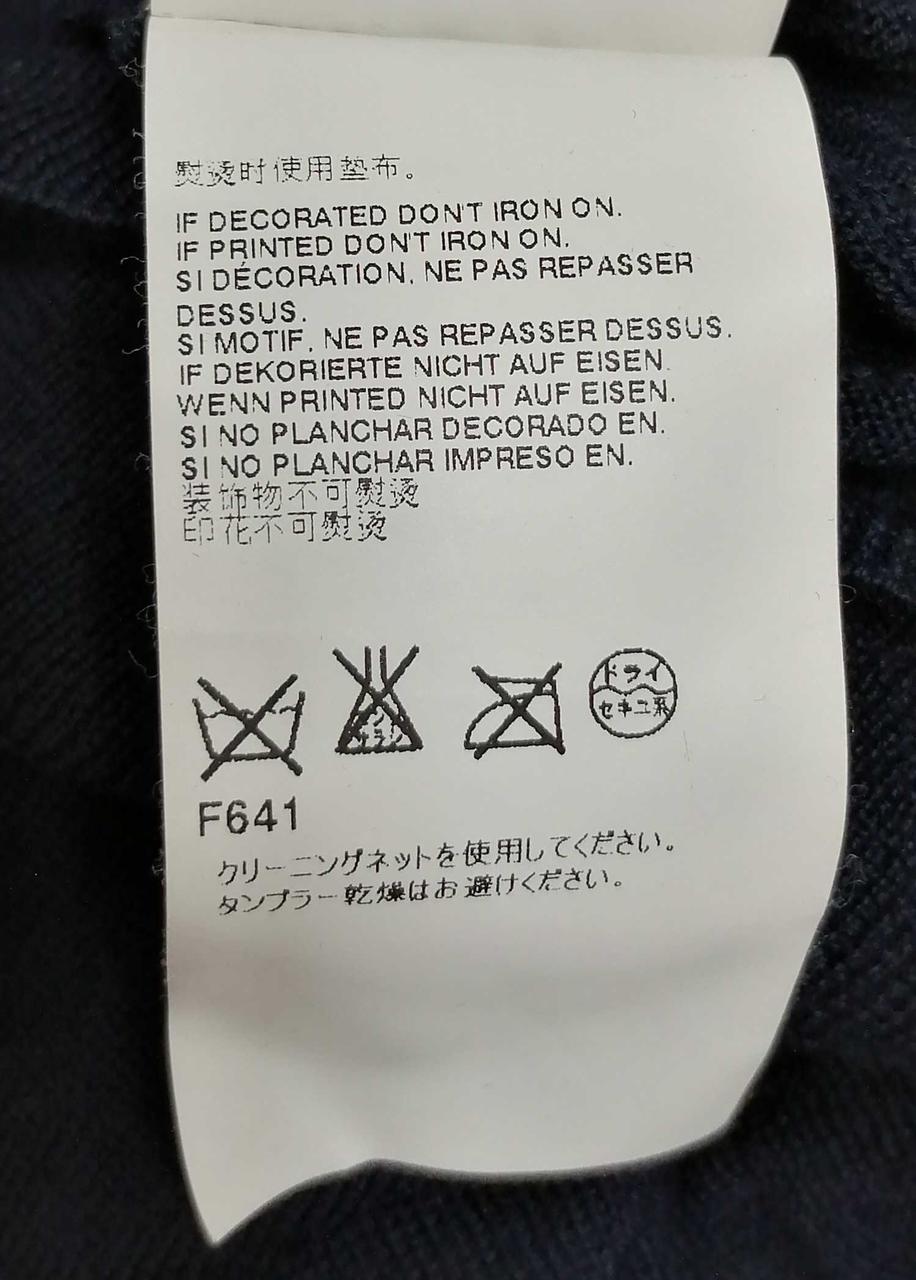 熨烫时使用垫布。
IF DECORATED DON'T IRON ON.
IF PRINTED DON'T IRON ON.
SI DÉCORATION, NE PAS REPASSER
DESSUS.
SI MOTIF, NE PAS REPASSER DESSUS.
IF DEKORIERTE NICHT AUF EISEN.
WENN PRINTED NICHT AUF EISEN.
SI NO PLANCHAR DECORADO EN.
SI NO PLANCHAR IMPRESO EN.
装饰物不可熨烫
印花不可熨烫
ドライ
セキユ系
F641
クリーニングネットを使用してください。
タンブラー乾燥はお避けください。